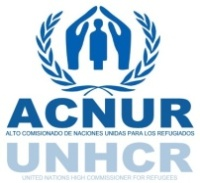 ACNUR
ALTO COMISIONADO DE NACIONES UNIDAS PARA LOS REFUGIADOS
UNHCR
UNITED NATIONS HIGH COMMISSIONER FOR REFUGEES